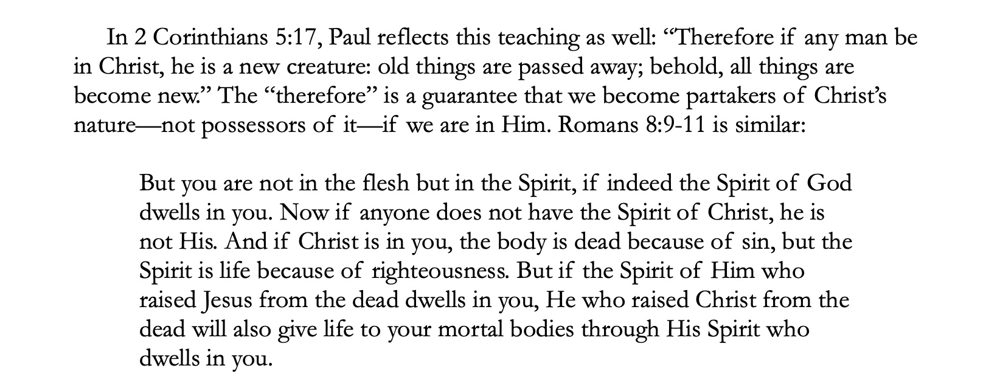 In 2 Corinthians 5:17, Paul reflects this teaching as well: “Therefore if any man be
in Christ, he is a new creature: old things are passed away; behold, all things are
become new.” The “therefore” is a guarantee that we become partakers of Christ’s
nature—not possessors of it—if we are in Him. Romans 8:9-11 is similar:
But you are not in the flesh but in the Spirit, if indeed the Spirit of God
dwells in you. Now if anyone does not have the Spirit of Christ, he is
not His. And if Christ is in you, the body is dead because of sin, but the
Spirit is life because of righteousness. But if the Spirit of Him who
raised Jesus from the dead dwells in you, He who raised Christ from the
dead will also give life to your mortal bodies through His Spirit who
dwells in you.